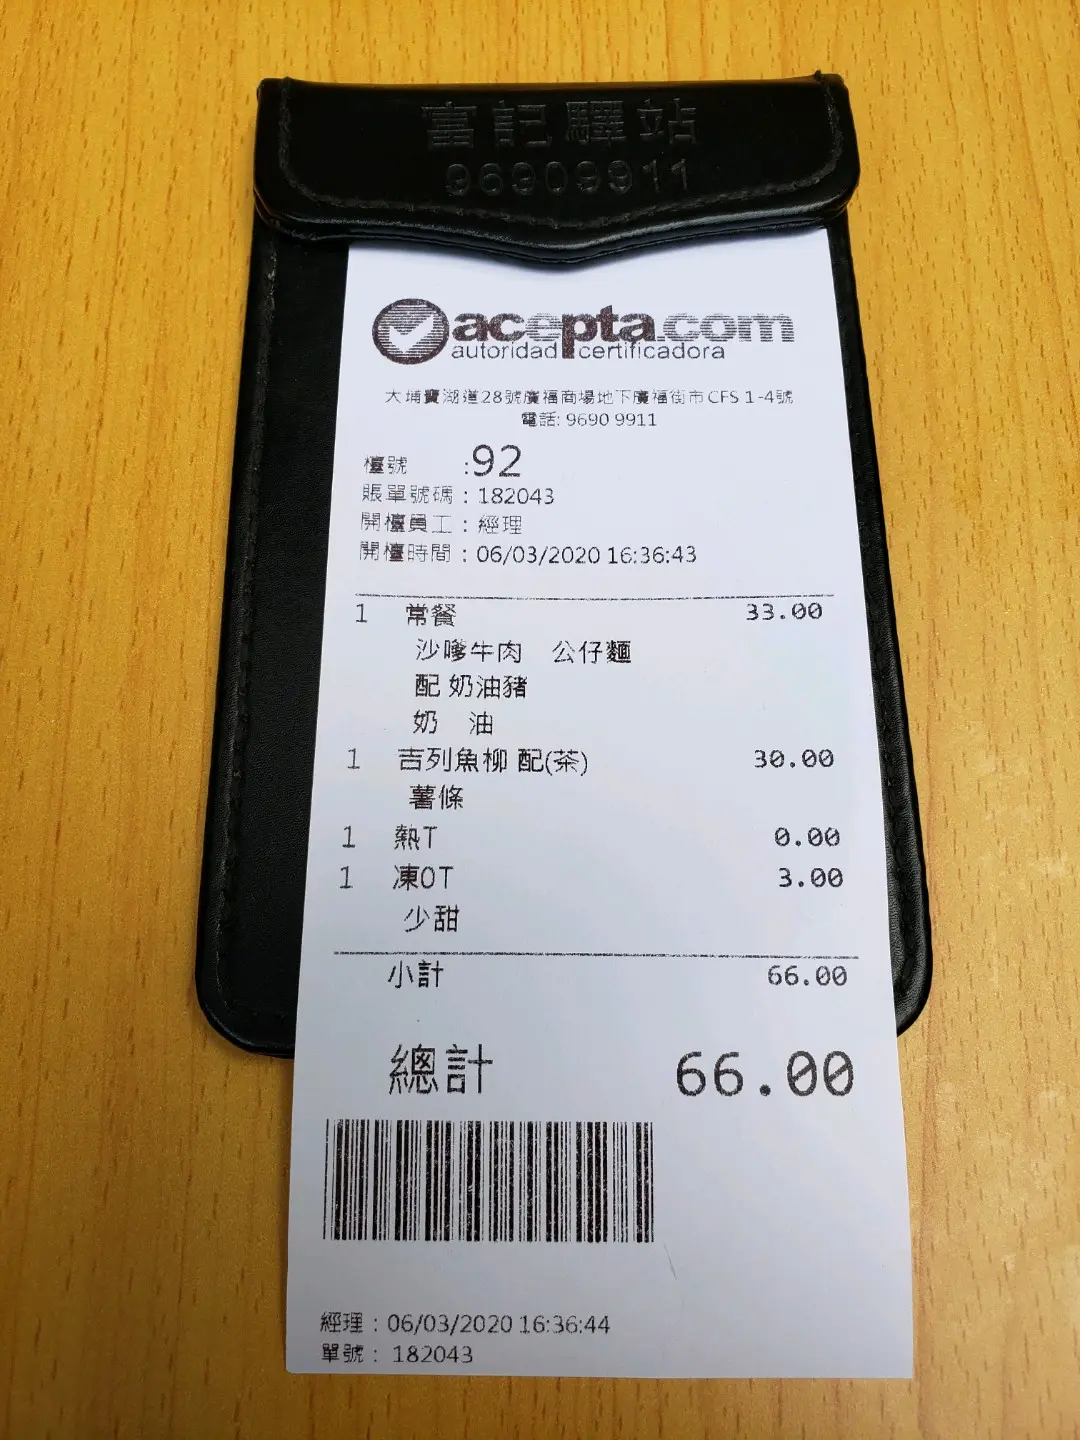 富記驛站
96909911
acepta.com
autoridad certificadora
大埔寶湖道28號廣福商場地下廣福街市CFS 1-4號
電話: 9690 9911
檯號 :92
賬單號碼 : 182043
開檯員工 : 經理
開檯時間 : 06/03/2020 16:36:43
1 常餐 33.00
沙嗲牛肉 公仔麵
配 奶油豬
奶 油
1 吉列魚柳 配(茶) 30.00
薯條
1 熱T 0.00
1 凍OT 3.00
少甜
小計 66.00
總計 66.00
經理 : 06/03/2020 16:36:44
單號 : 182043